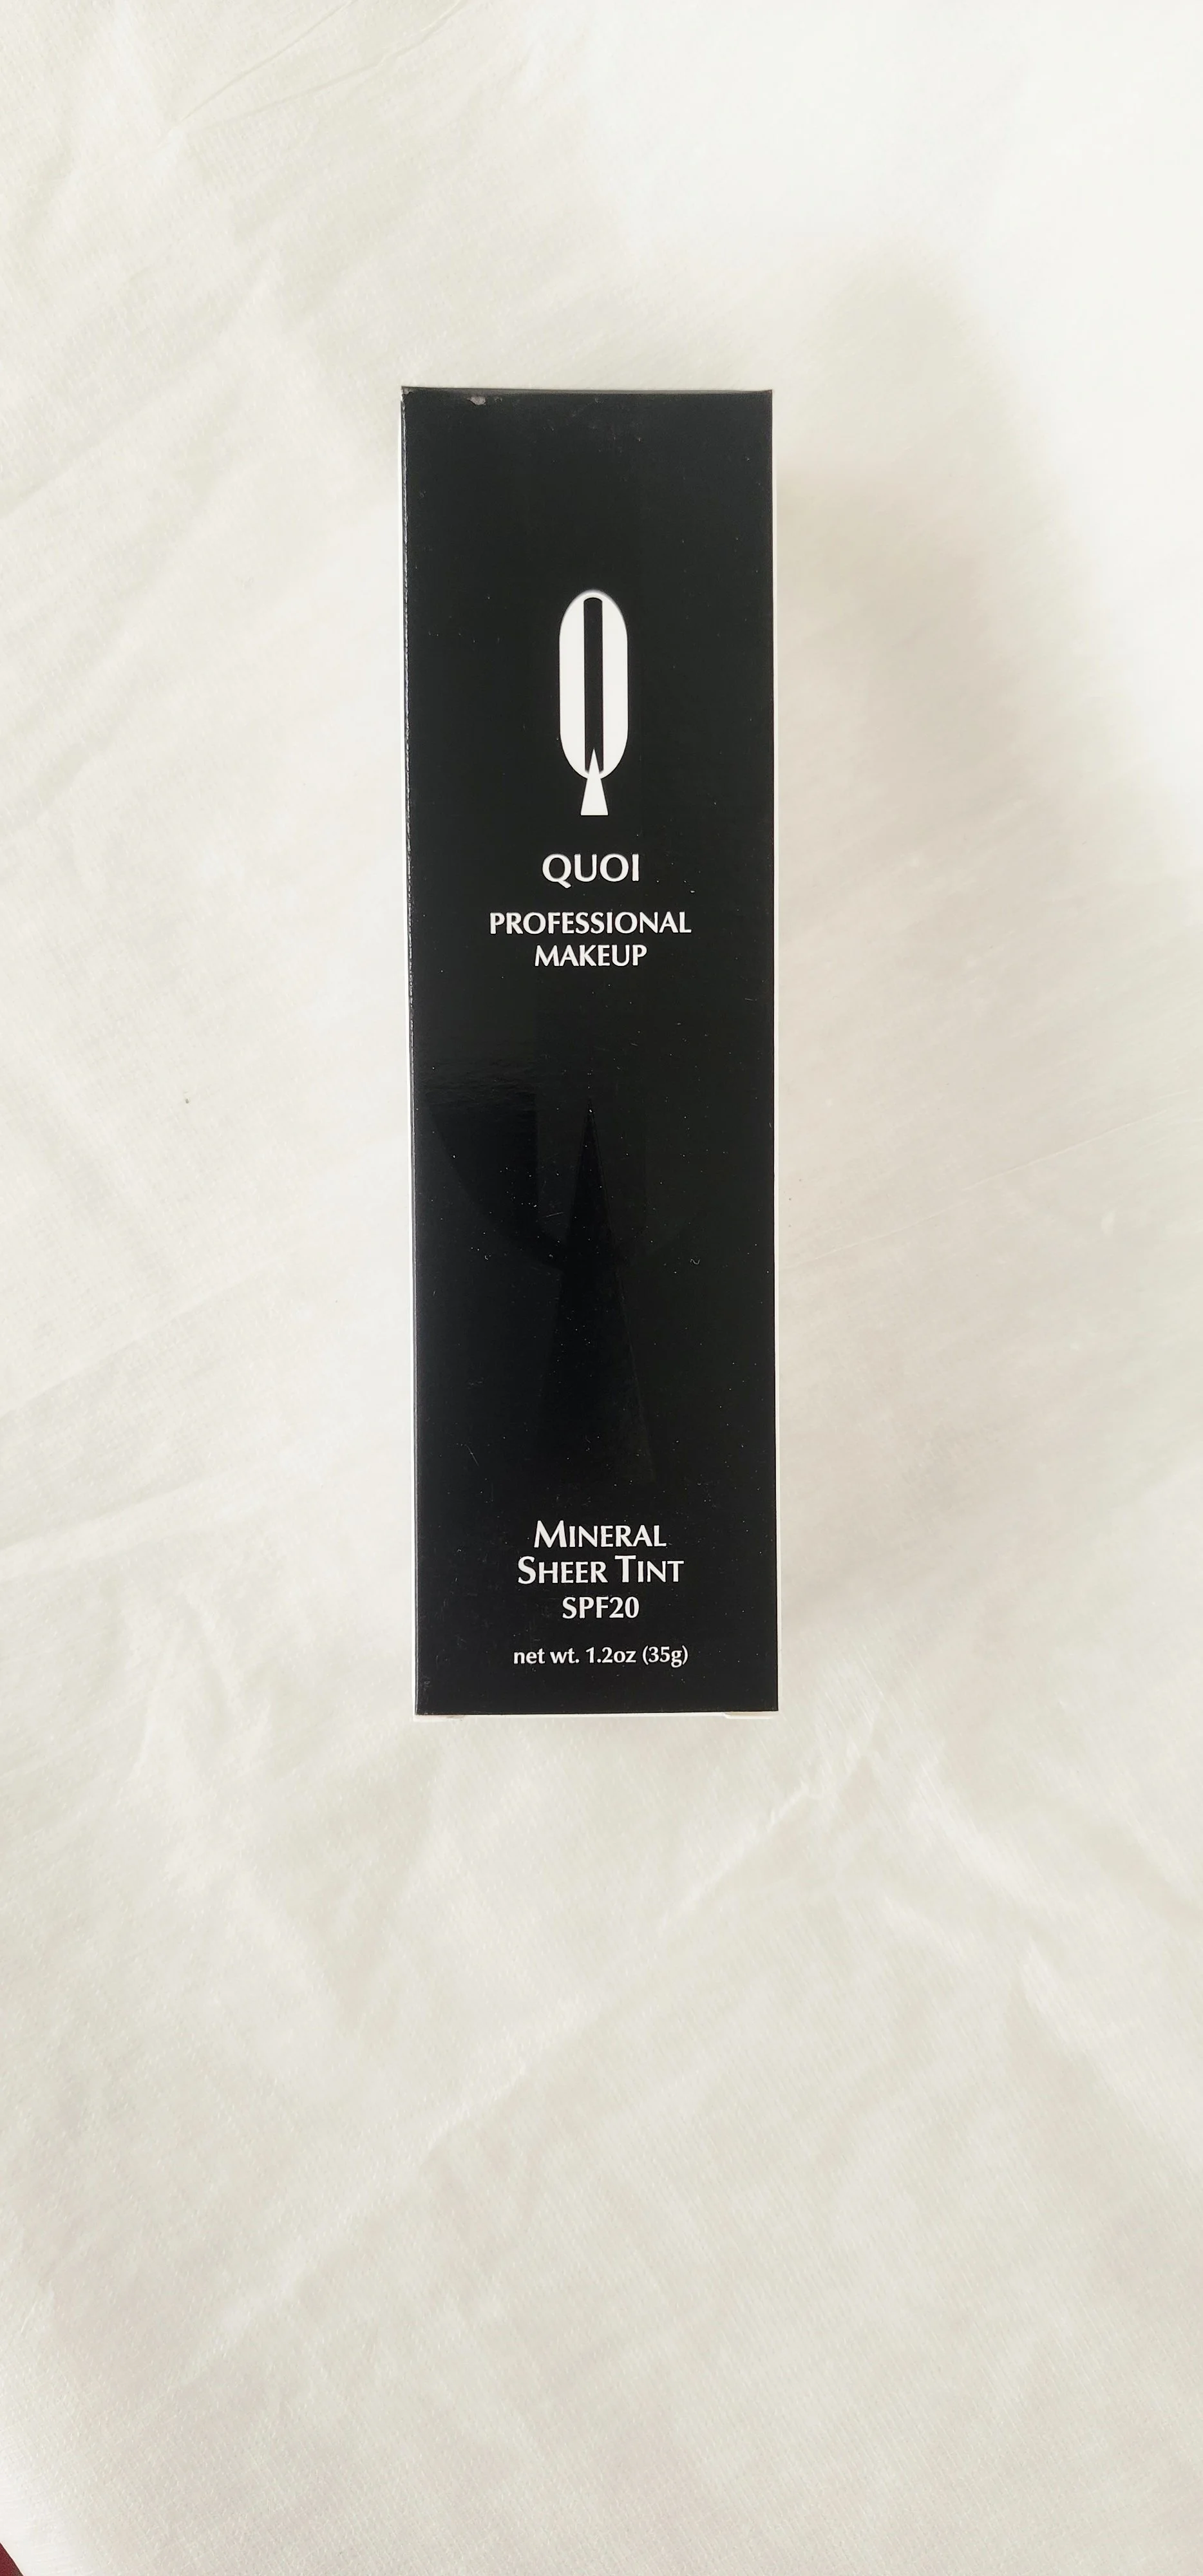 QUOI
PROFESSIONAL
MAKEUP
MINERAL
SHEER TINT
SPF20
net wt. 1.2oz (35g)